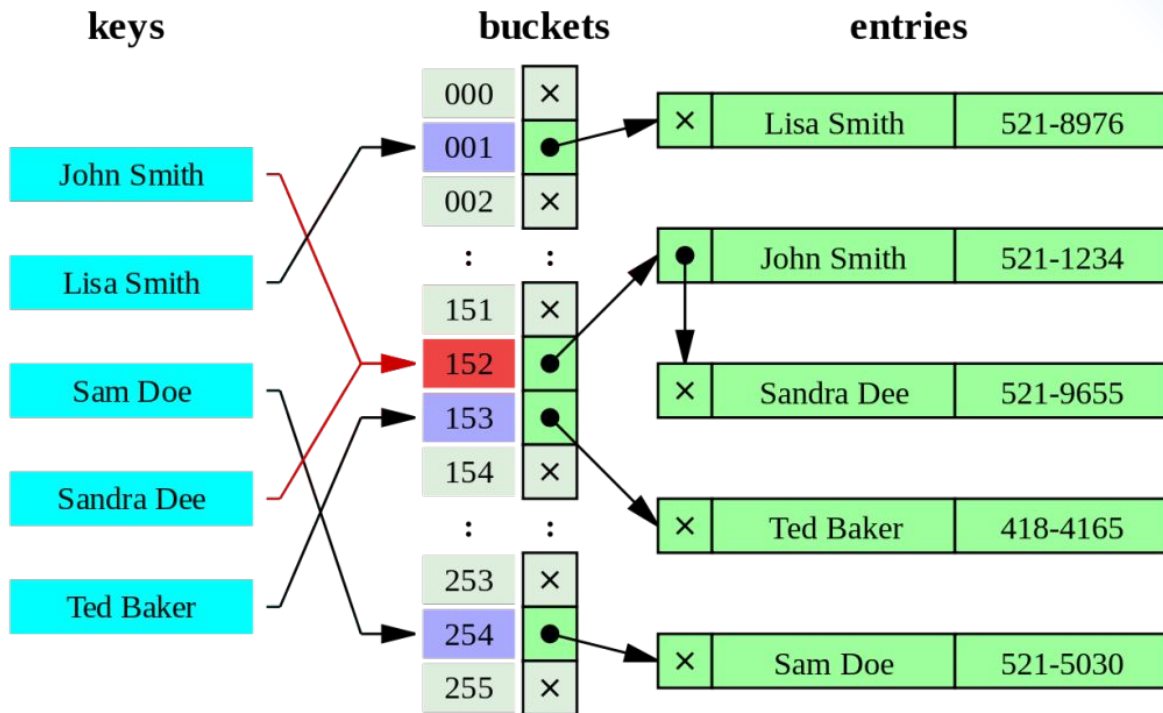 keys buckets entries
000 ×
Lisa Smith 521-8976
001
John Smith
002 ×
: :
Lisa Smith
John Smith 521-1234
151 ×
152
Sam Doe
Sandra Dee 521-9655
153
154 ×
Sandra Dee
: :
Ted Baker 418-4165
253 ×
Ted Baker
254
Sam Doe 521-5030
255 ×